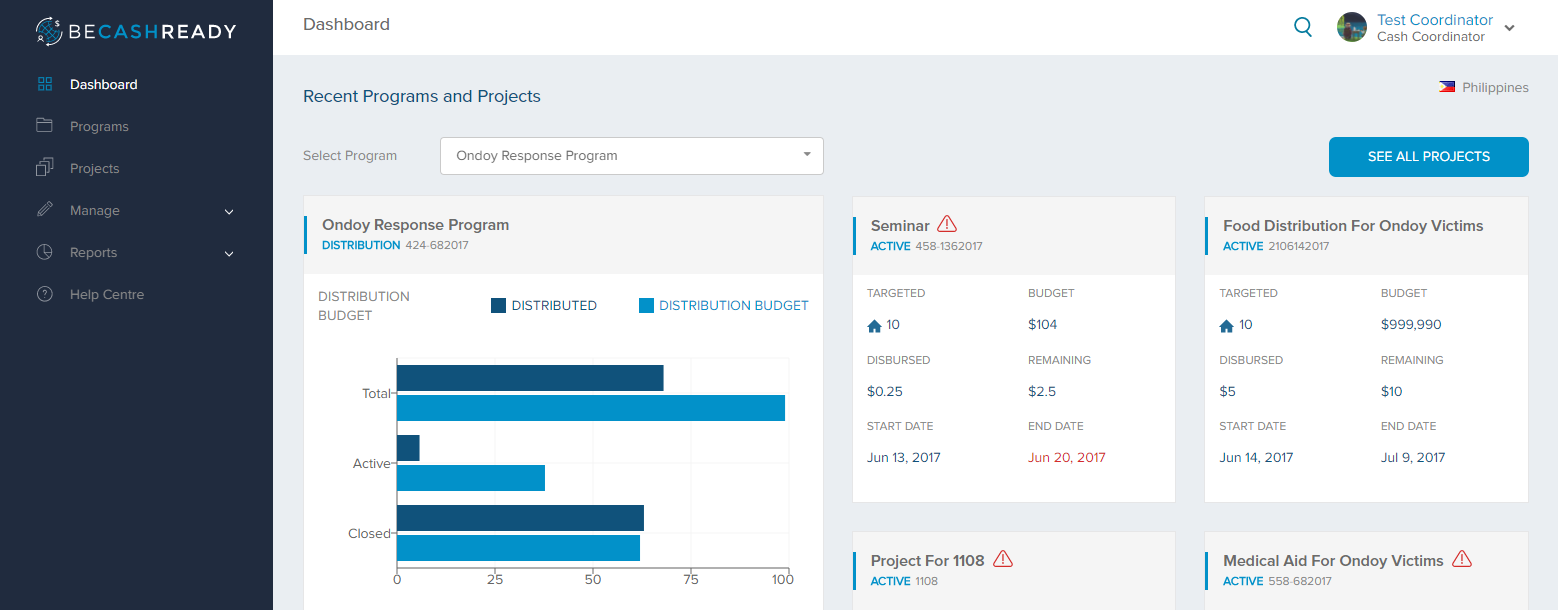 BECASHREADY
Dashboard
Programs
Projects
Manage
Reports
Help Centre
Dashboard
Test Coordinator
Cash Coordinator
Recent Programs and Projects
Philippines
Select Program
Ondoy Response Program
SEE ALL PROJECTS
Ondoy Response Program
DISTRIBUTION 424-682017
DISTRIBUTION
BUDGET
DISTRIBUTED
DISTRIBUTION BUDGET
Total
Active
Closed
0 25 50 75 100
Seminar
ACTIVE 458-1362017
TARGETED BUDGET
10 $104
DISBURSED REMAINING
$0.25 $2.5
START DATE END DATE
Jun 13, 2017 Jun 20, 2017
Food Distribution For Ondoy Victims
ACTIVE 2106142017
TARGETED BUDGET
10 $999,990
DISBURSED REMAINING
$5 $10
START DATE END DATE
Jun 14, 2017 Jul 9, 2017
Project For 1108
ACTIVE 1108
Medical Aid For Ondoy Victims
ACTIVE 558-682017